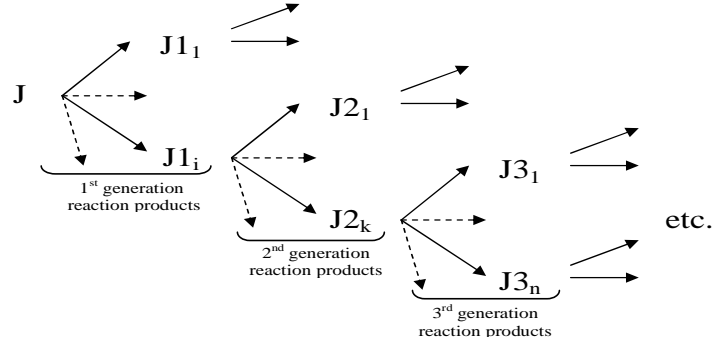 J1₁
J
J2₁
J1ᵢ
1ˢᵗ generation
reaction products
J3₁
J2ₖ
etc.
2ⁿᵈ generation
reaction products
J3ₙ
3ʳᵈ generation
reaction products